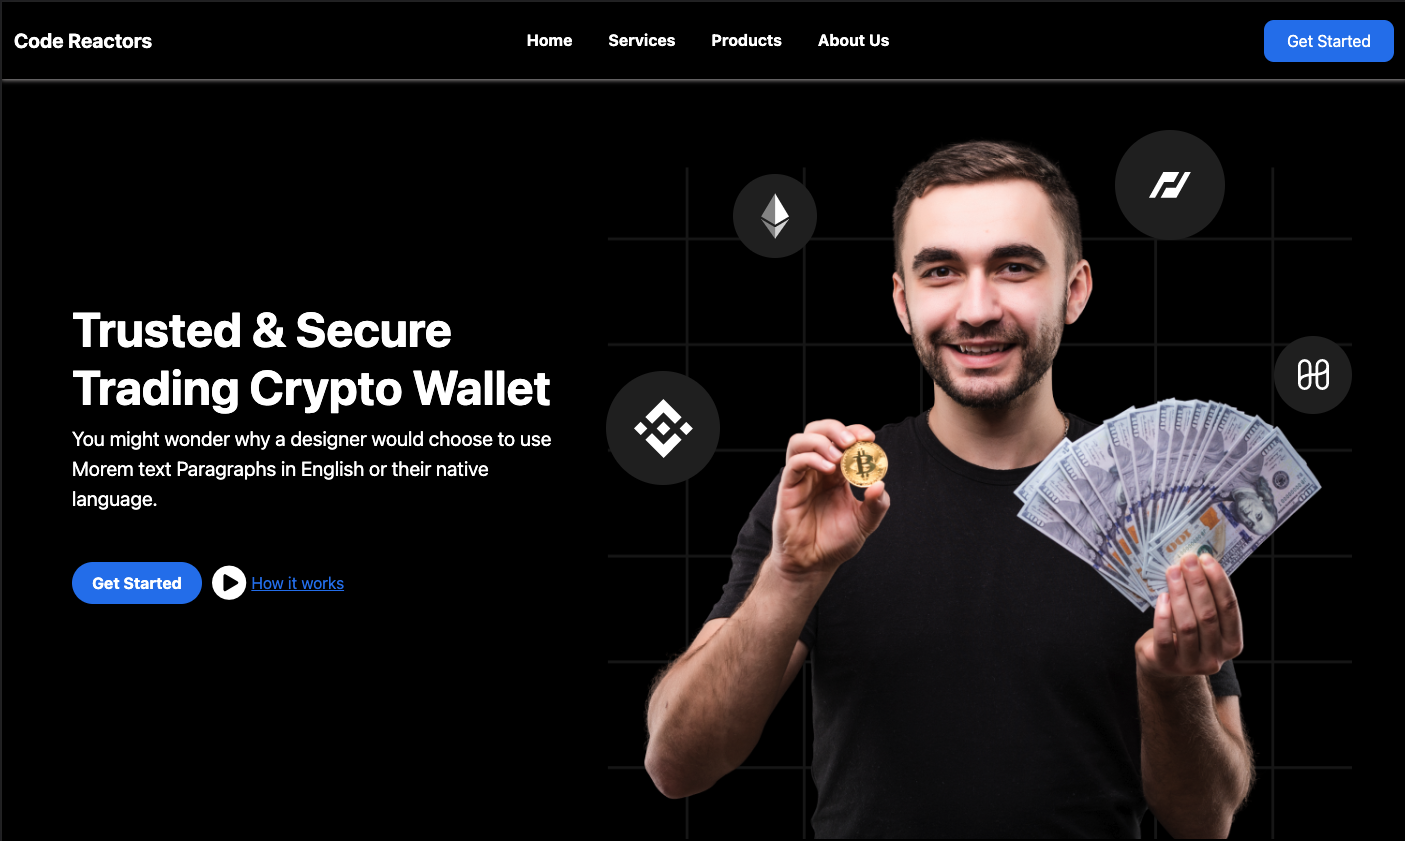 Code Reactors
Home Services Products About Us
Get Started
Trusted & Secure
Trading Crypto Wallet
You might wonder why a designer would choose to use
Morem text Paragraphs in English or their native
language.
Get Started
How it works
100